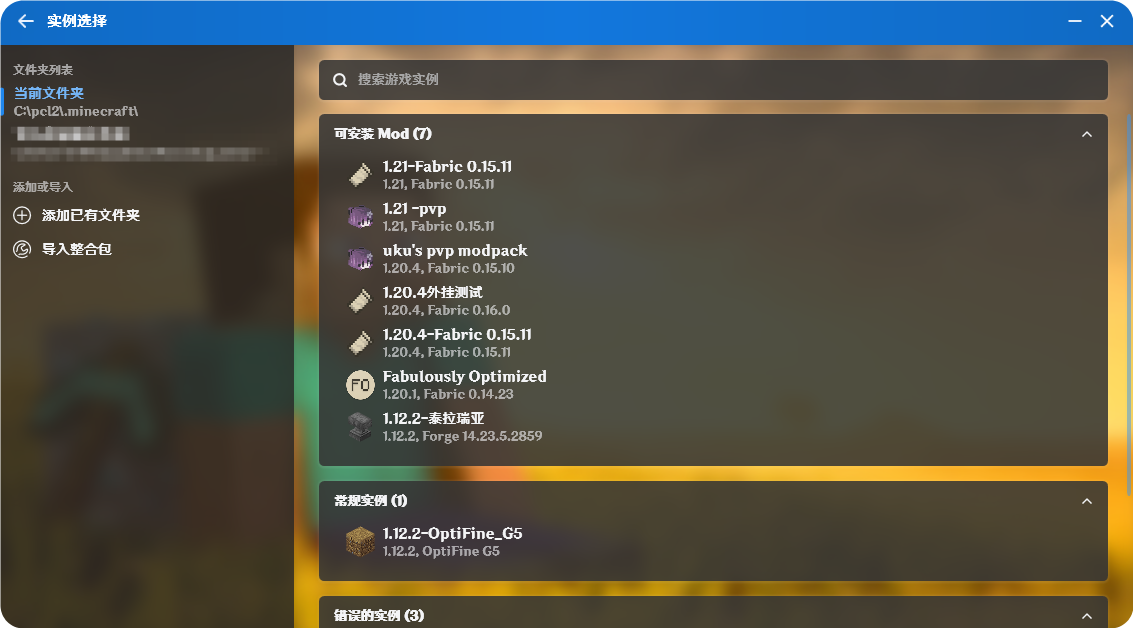 实例选择
文件夹列表
当前文件夹
C:\pcl2\.minecraft\
添加或导入
添加已有文件夹
导入整合包
搜索游戏实例
可安装 Mod (7)
1.21-Fabric 0.15.11
1.21, Fabric 0.15.11
1.21 -pvp
1.21, Fabric 0.15.11
uku's pvp modpack
1.20.4, Fabric 0.15.10
1.20.4外挂测试
1.20.4, Fabric 0.16.0
1.20.4-Fabric 0.15.11
1.20.4, Fabric 0.15.11
FO
Fabulously Optimized
1.20.1, Fabric 0.14.23
1.12.2-泰拉瑞亚
1.12.2, Forge 14.23.5.2859
常规实例 (1)
1.12.2-OptiFine_G5
1.12.2, OptiFine G5
错误的实例 (3)